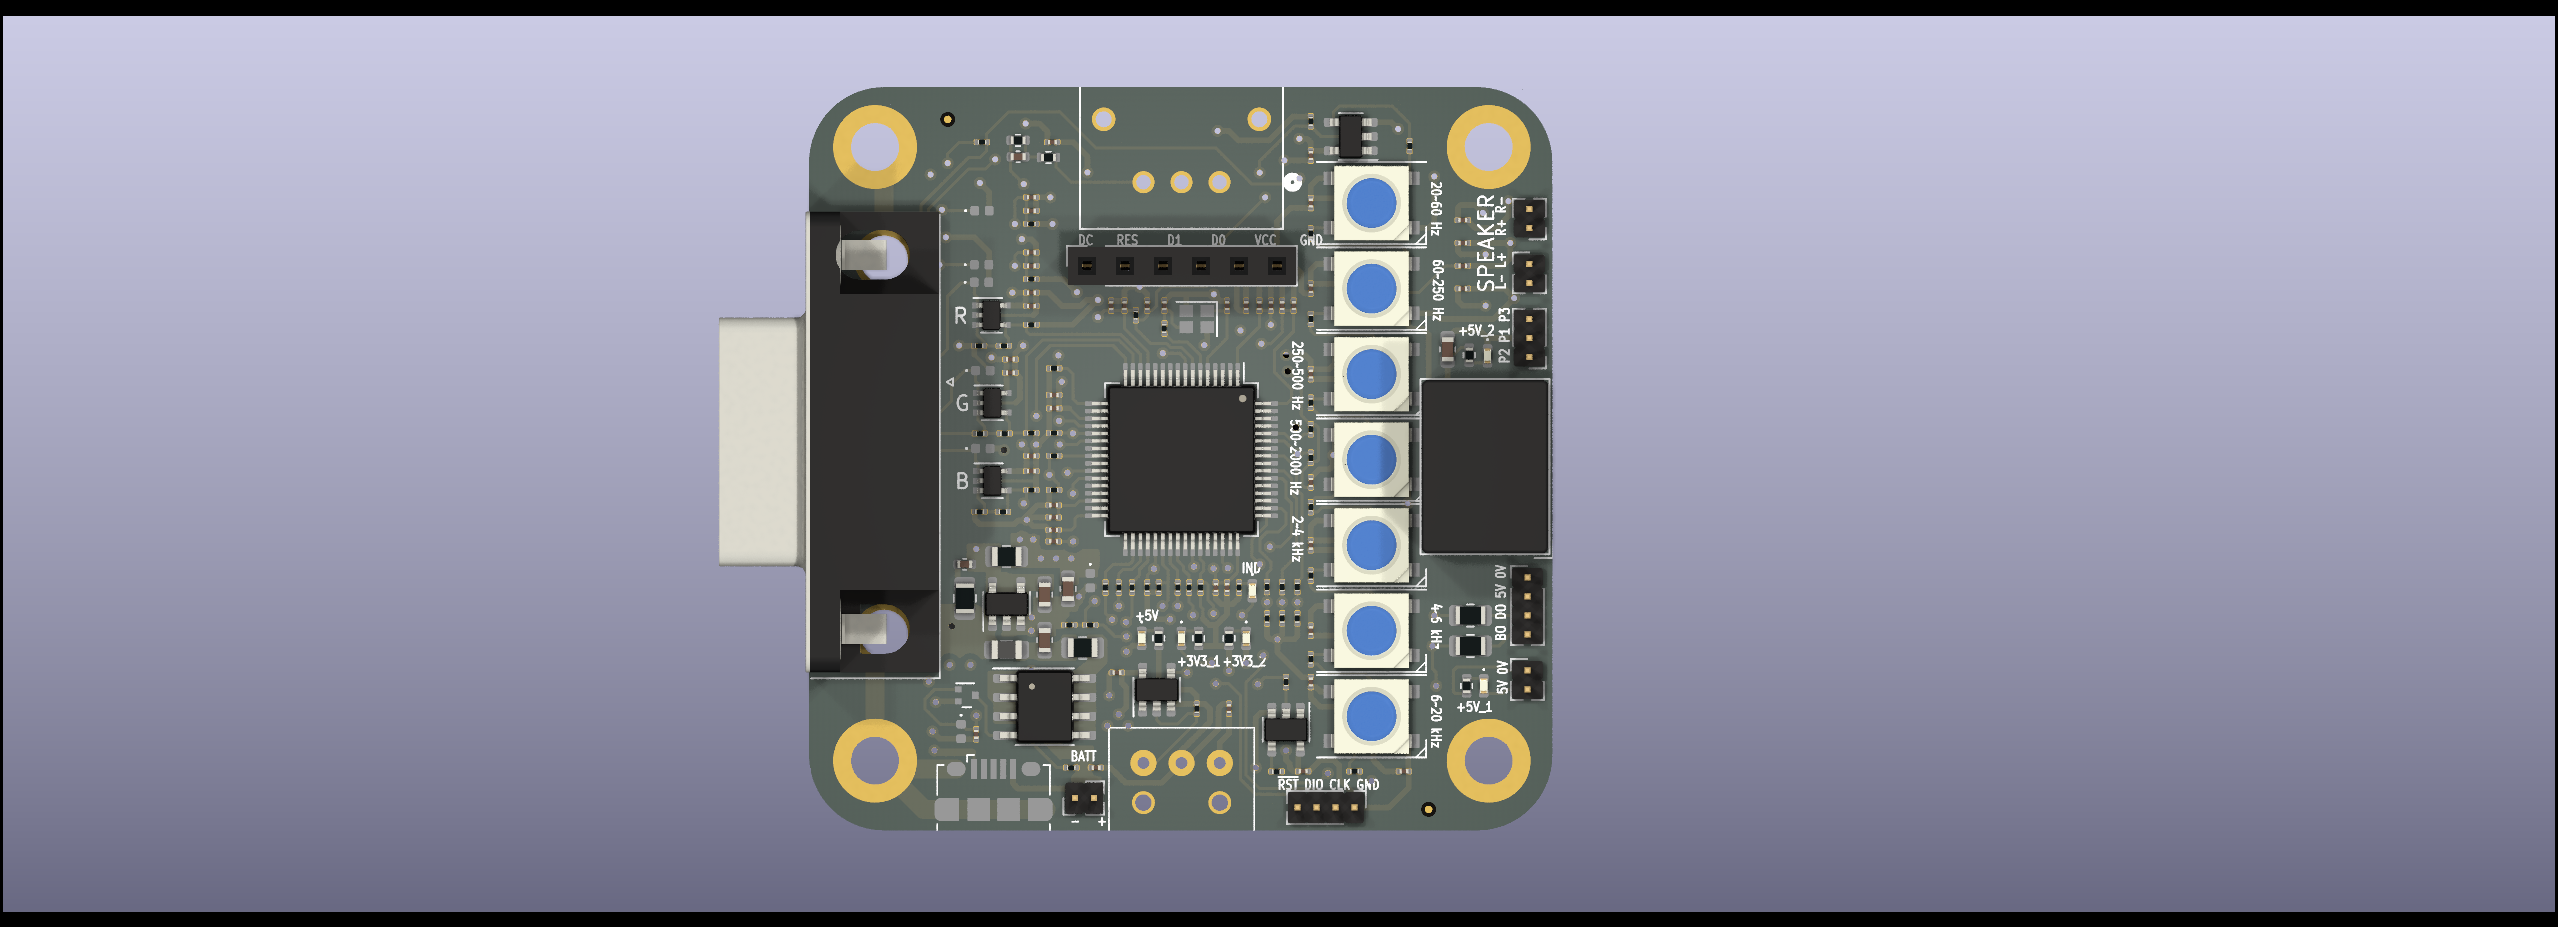 DC RES D1 D0 VCC GND
20-60 Hz
60-250 Hz
250-500 Hz
500-2000 Hz
2-4 kHz
4-6 kHz
6-20 kHz
SPEAKER
R+ R-
L- L+
+5V_2
P2 P1 P3
R
G
B
IND
+5V
+3V3_1 +3V3_2
BO DO 5V 0V
5V 0V
+5V_1
BATT
- +
RST DIO CLK GND